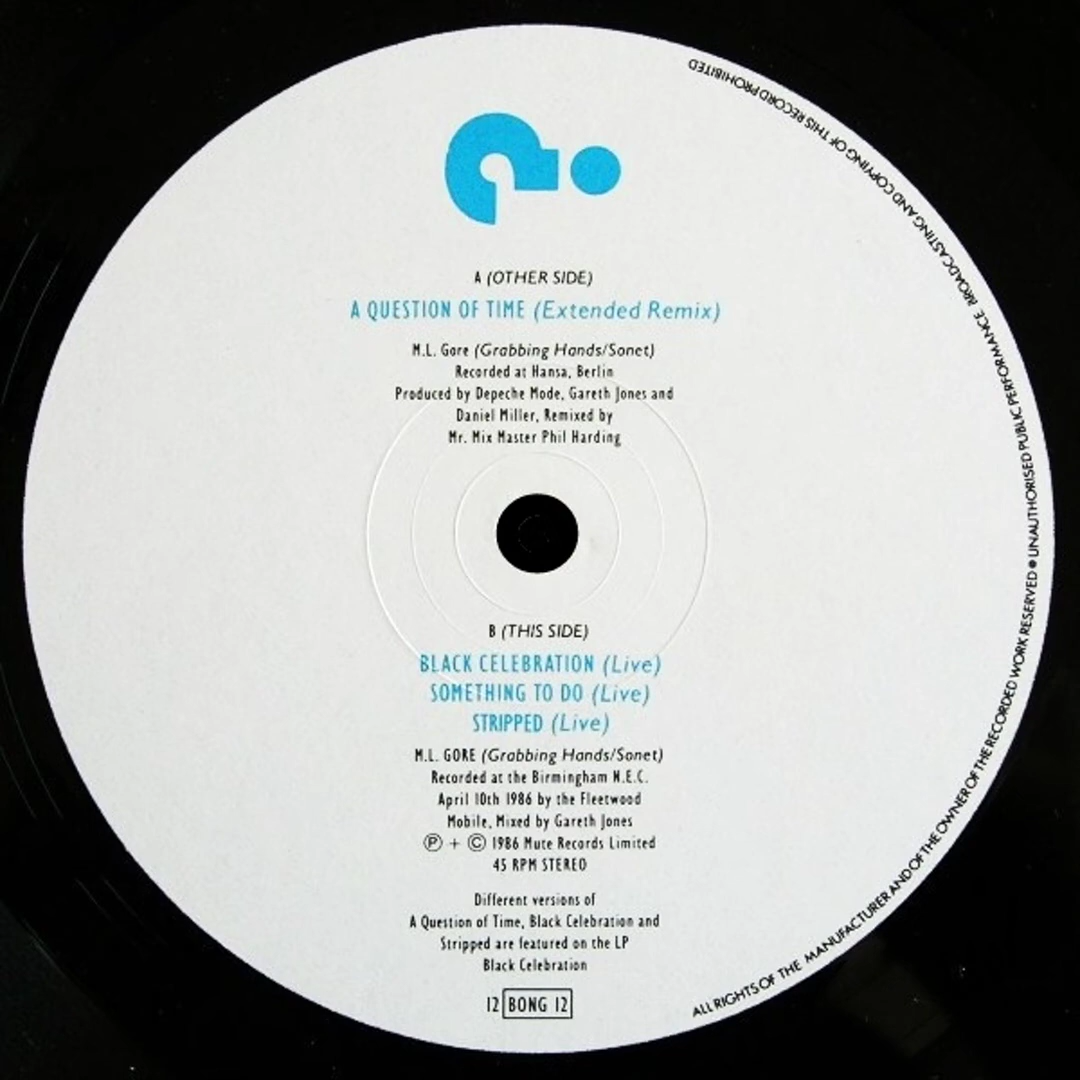 A (OTHER SIDE)
A QUESTION OF TIME (Extended Remix)
M.L. Gore (Grabbing Hands/Sonet)
Recorded at Hansa, Berlin
Produced by Depeche Mode, Gareth Jones and
Daniel Miller, Remixed by
Mr. Mix Master Phil Harding
B (THIS SIDE)
BLACK CELEBRATION (Live)
SOMETHING TO DO (Live)
STRIPPED (Live)
M.L. GORE (Grabbing Hands/Sonet)
Recorded at the Birmingham N.E.C.
April 10th 1986 by the Fleetwood
Mobile, Mixed by Gareth Jones
Ⓟ + © 1986 Mute Records Limited
45 RPM STEREO
Different versions of
A Question of Time, Black Celebration and
Stripped are featured on the LP
Black Celebration
12 BONG 12
ALL RIGHTS OF THE MANUFACTURER AND OF THE OWNER OF THE RECORDED WORK RESERVED ● UNAUTHORISED PUBLIC PERFORMANCE BROADCASTING AND COPYING OF THIS RECORD PROHIBITED